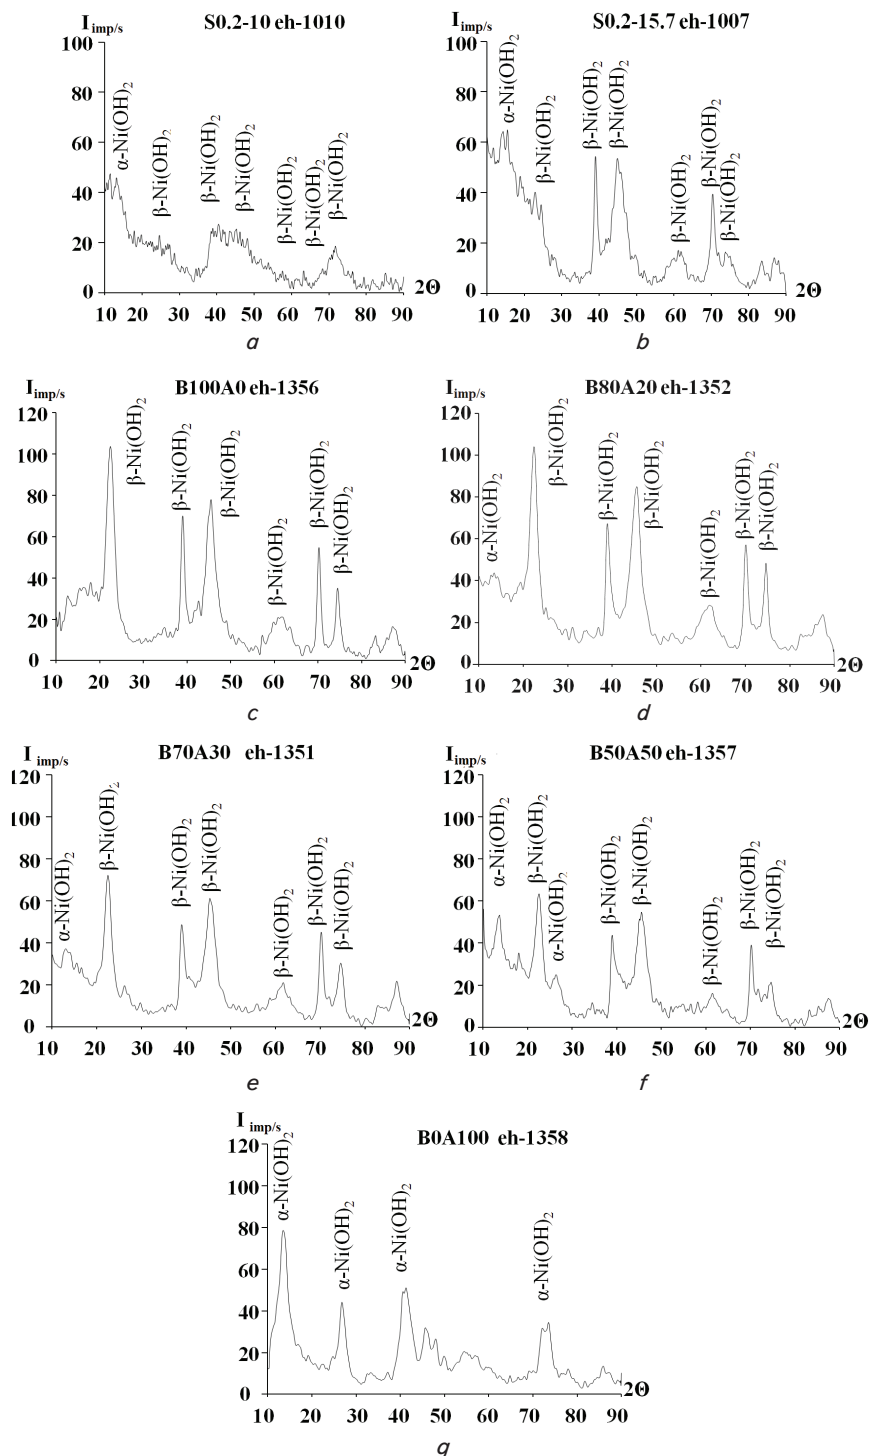 S0.2-10 eh-1010
I imp/s
α-Ni(OH)2
β-Ni(OH)2
β-Ni(OH)2
β-Ni(OH)2
β-Ni(OH)2
β-Ni(OH)2
β-Ni(OH)2
100
80
60
40
20
0
10 20 30 40 50 60 70 80 90
2Θ
a
S0.2-15.7 eh-1007
I imp/s
α-Ni(OH)2
β-Ni(OH)2
β-Ni(OH)2
β-Ni(OH)2
β-Ni(OH)2
β-Ni(OH)2
β-Ni(OH)2
100
80
60
40
20
0
10 20 30 40 50 60 70 80 90
2Θ
b
B100A0 eh-1356
I imp/s
β-Ni(OH)2
β-Ni(OH)2
β-Ni(OH)2
β-Ni(OH)2
β-Ni(OH)2
β-Ni(OH)2
120
100
80
60
40
20
0
10 20 30 40 50 60 70 80 90
2Θ
c
B80A20 eh-1352
I imp/s
α-Ni(OH)2
β-Ni(OH)2
β-Ni(OH)2
β-Ni(OH)2
β-Ni(OH)2
β-Ni(OH)2
β-Ni(OH)2
120
100
80
60
40
20
0
10 20 30 40 50 60 70 80 90
2Θ
d
B70A30 eh-1351
I imp/s
α-Ni(OH)2
β-Ni(OH)2
β-Ni(OH)2
β-Ni(OH)2
β-Ni(OH)2
β-Ni(OH)2
β-Ni(OH)2
120
100
80
60
40
20
0
10 20 30 40 50 60 70 80 90
2Θ
e
B50A50 eh-1357
I imp/s
α-Ni(OH)2
β-Ni(OH)2
α-Ni(OH)2
β-Ni(OH)2
β-Ni(OH)2
β-Ni(OH)2
β-Ni(OH)2
β-Ni(OH)2
120
100
80
60
40
20
0
10 20 30 40 50 60 70 80 90
2Θ
f
B0A100 eh-1358
I imp/s
α-Ni(OH)2
α-Ni(OH)2
α-Ni(OH)2
α-Ni(OH)2
120
100
80
60
40
20
0
10 20 30 40 50 60 70 80 90
2Θ
g